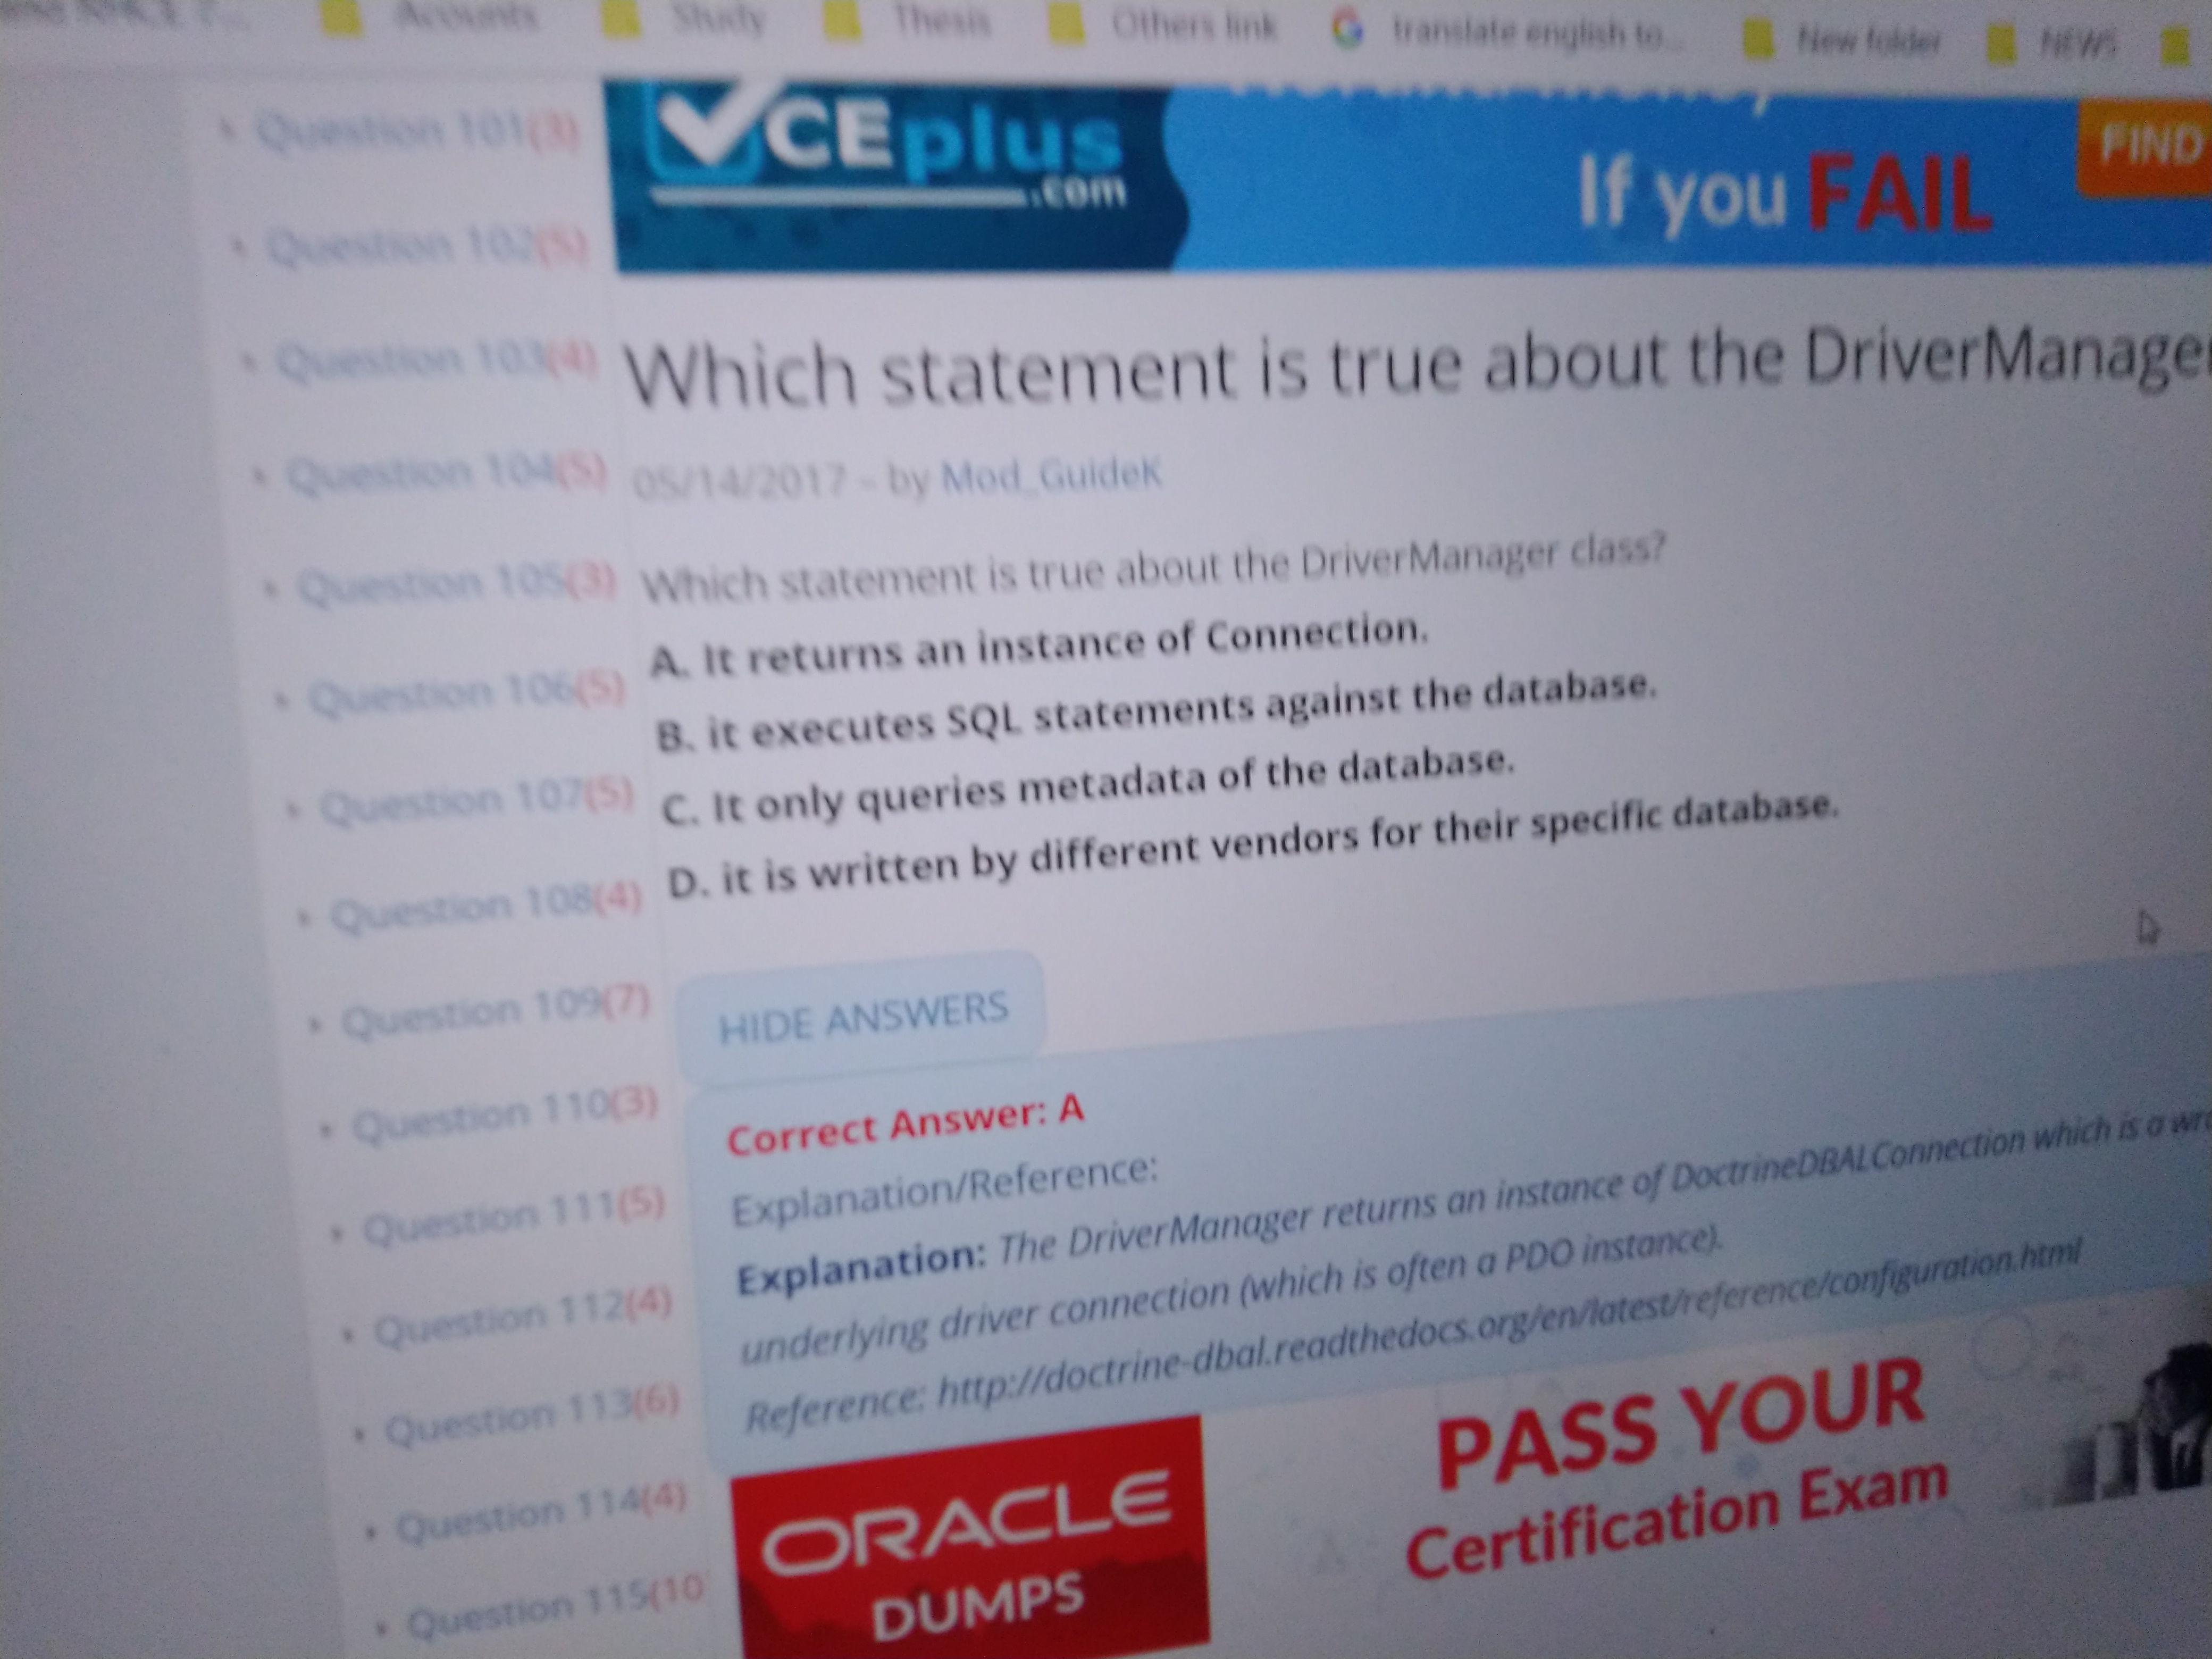 Acounts
Study
Thesis
Others link
translate english to...
New folder
NEWS
CEplus
.com
If you FAIL
FIND
Question 101(3)
Question 102(5)
Question 103(4)
Question 104(5)
Question 105(3)
Question 106(5)
Question 107(5)
Question 108(4)
Question 109(7)
Question 110(3)
Question 111(5)
Question 112(4)
Question 113(6)
Question 114(4)
Question 115(10
Which statement is true about the DriverManager
05/14/2017 - by Mod_GuideK
Which statement is true about the DriverManager class?
A. It returns an instance of Connection.
B. it executes SQL statements against the database.
C. It only queries metadata of the database.
D. it is written by different vendors for their specific database.
HIDE ANSWERS
Correct Answer: A
Explanation/Reference:
Explanation: The DriverManager returns an instance of DoctrineDBALConnection which is a
underlying driver connection (which is often a PDO instance).
Reference: http://doctrine-dbal.readthedocs.org/en/latest/reference/configuration.html
ORACLE
DUMPS
PASS YOUR
Certification Exam